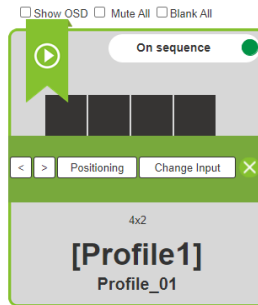 Show OSD Mute All Blank All
On sequence
< > Positioning Change Input
4x2
[Profile1]
Profile_01